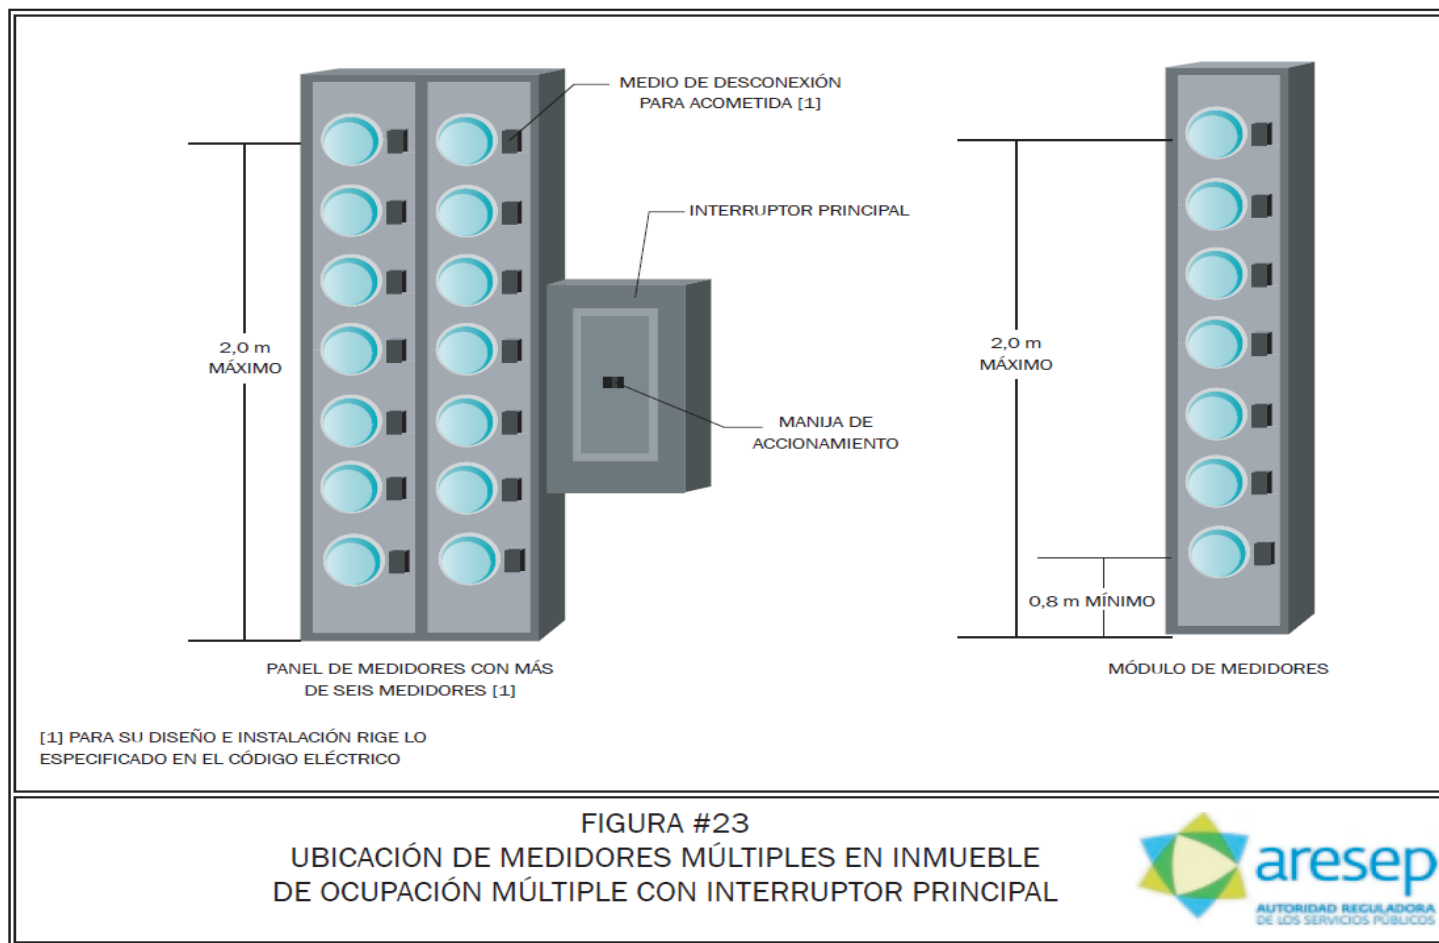 MEDIO DE DESCONEXIÓN
PARA ACOMETIDA [1]
INTERRUPTOR PRINCIPAL
2,0 m
MÁXIMO
MANIJA DE
ACCIONAMIENTO
PANEL DE MEDIDORES CON MÁS
DE SEIS MEDIDORES [1]
2,0 m
MÁXIMO
0,8 m MÍNIMO
MÓDULO DE MEDIDORES
[1] PARA SU DISEÑO E INSTALACIÓN RIGE LO
ESPECIFICADO EN EL CÓDIGO ELÉCTRICO
FIGURA #23
UBICACIÓN DE MEDIDORES MÚLTIPLES EN INMUEBLE
DE OCUPACIÓN MÚLTIPLE CON INTERRUPTOR PRINCIPAL
aresep
AUTORIDAD REGULADORA
DE LOS SERVICIOS PÚBLICOS